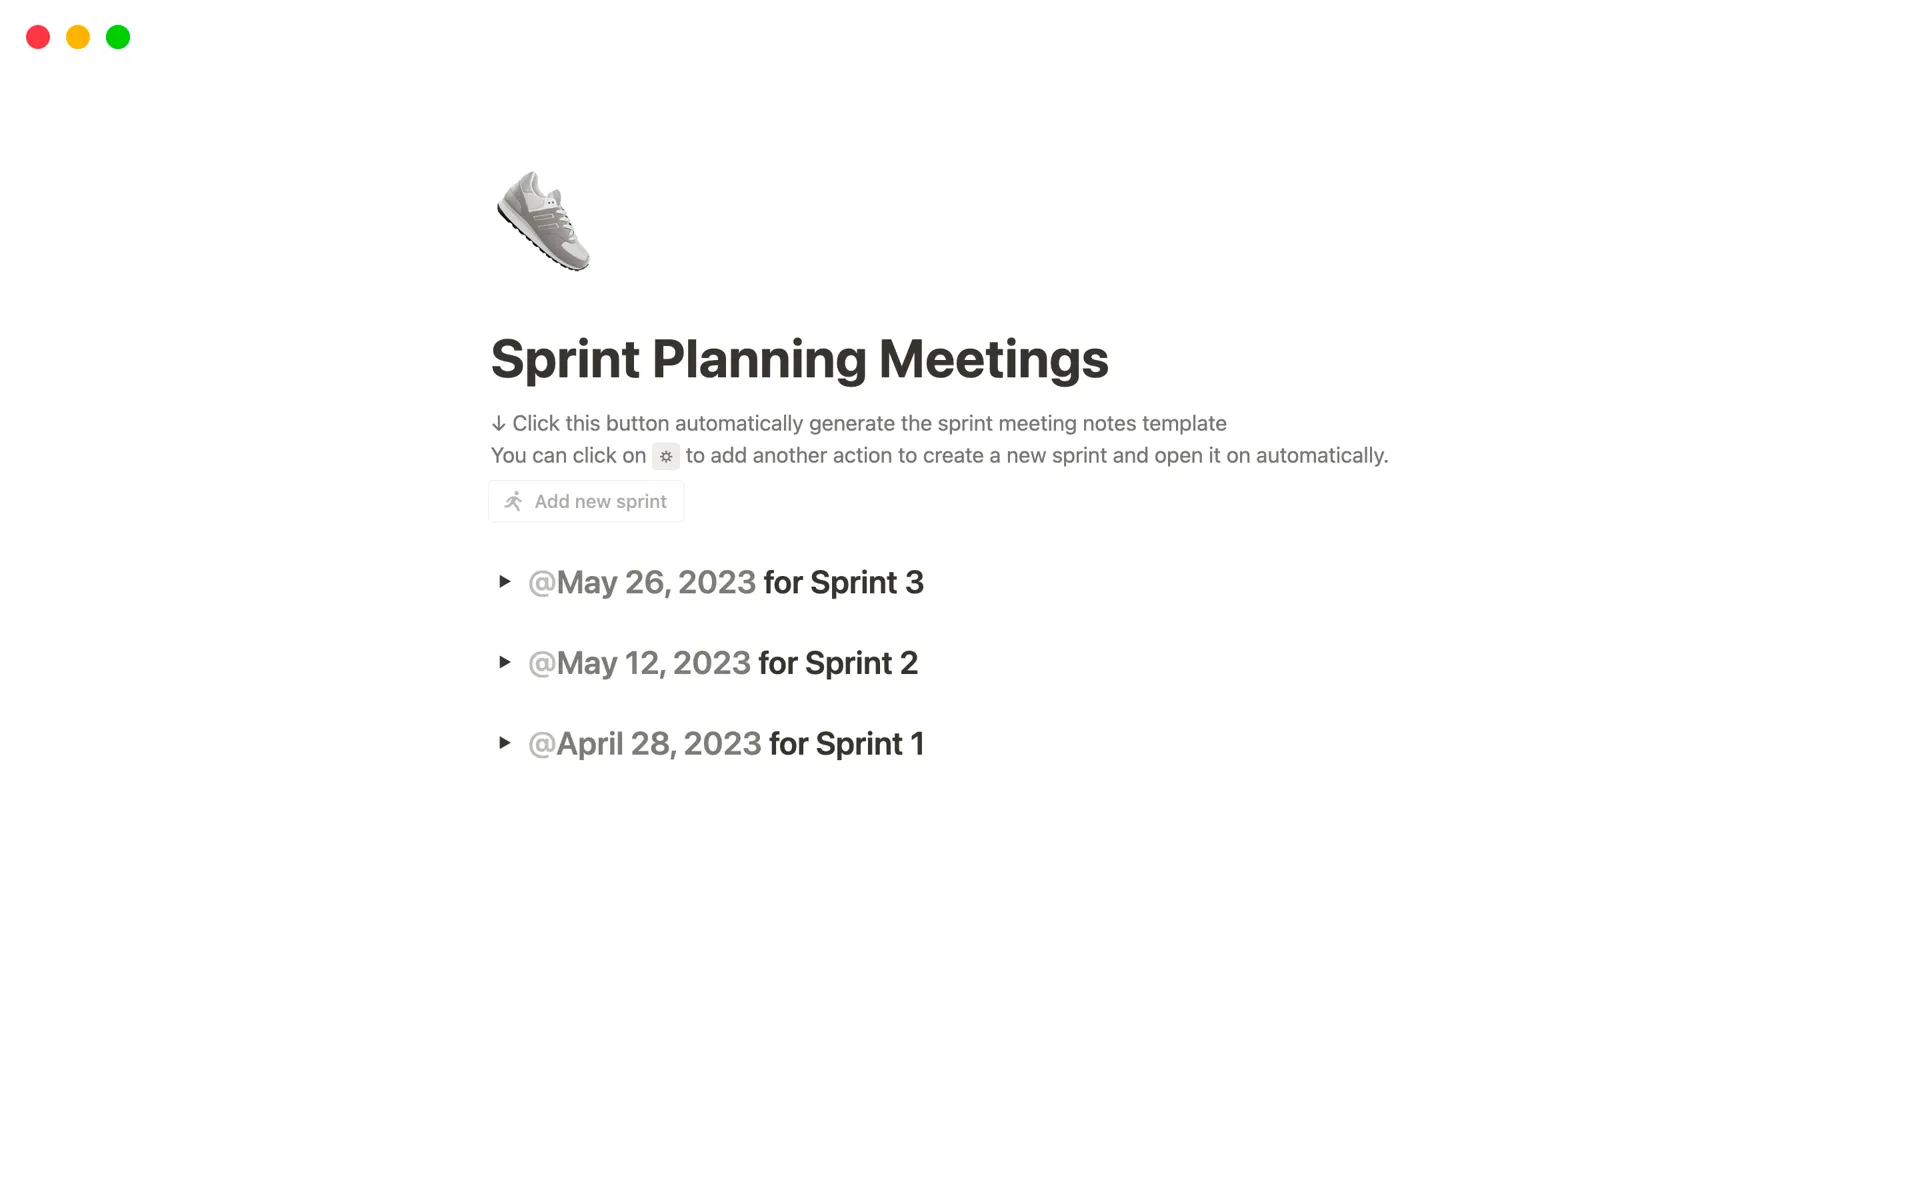 Sprint Planning Meetings
↓ Click this button automatically generate the sprint meeting notes template
You can click on to add another action to create a new sprint and open it on automatically.
Add new sprint
@May 26, 2023 for Sprint 3
@May 12, 2023 for Sprint 2
@April 28, 2023 for Sprint 1